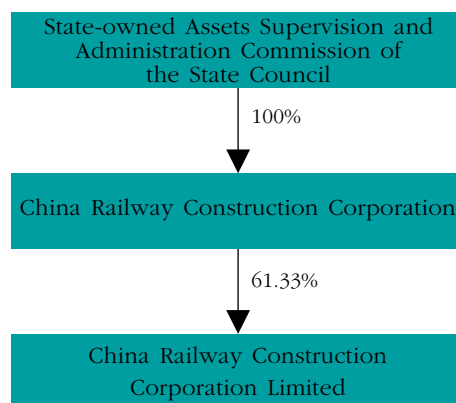 State-owned Assets Supervision and
Administration Commission of
the State Council
100%
China Railway Construction Corporation
61.33%
China Railway Construction
Corporation Limited